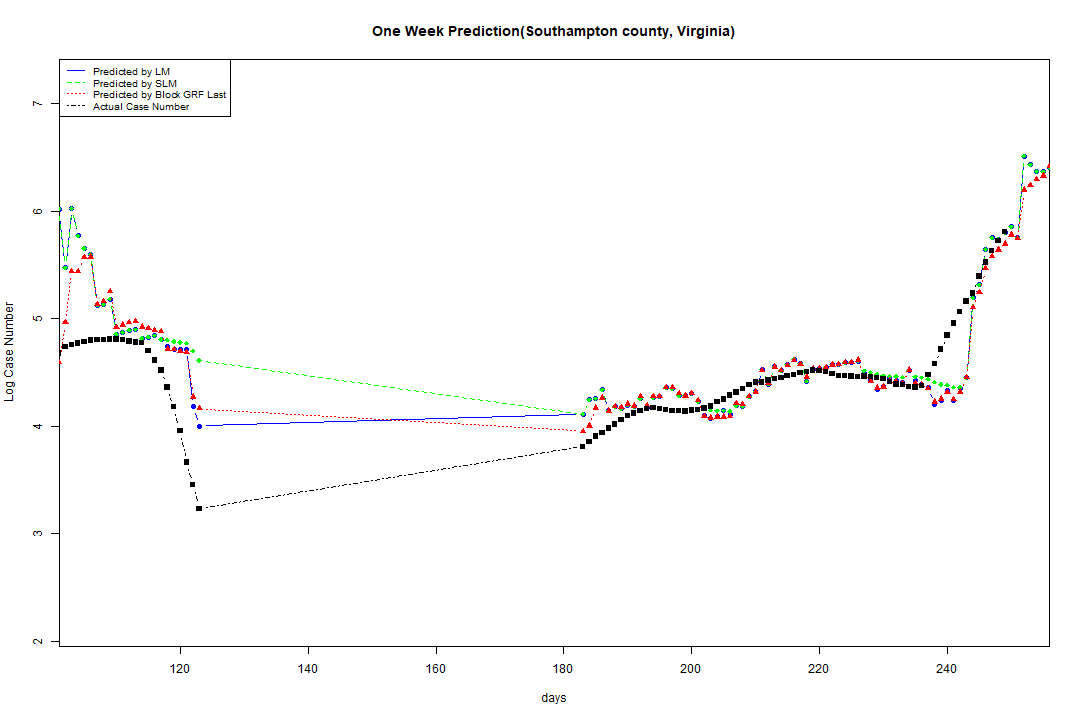 One Week Prediction(Southampton county, Virginia)
Predicted by LM
Predicted by SLM
Predicted by Block GRF Last
Actual Case Number
Log Case Number
7
6
5
4
3
2
120 140 160 180 200 220 240
days